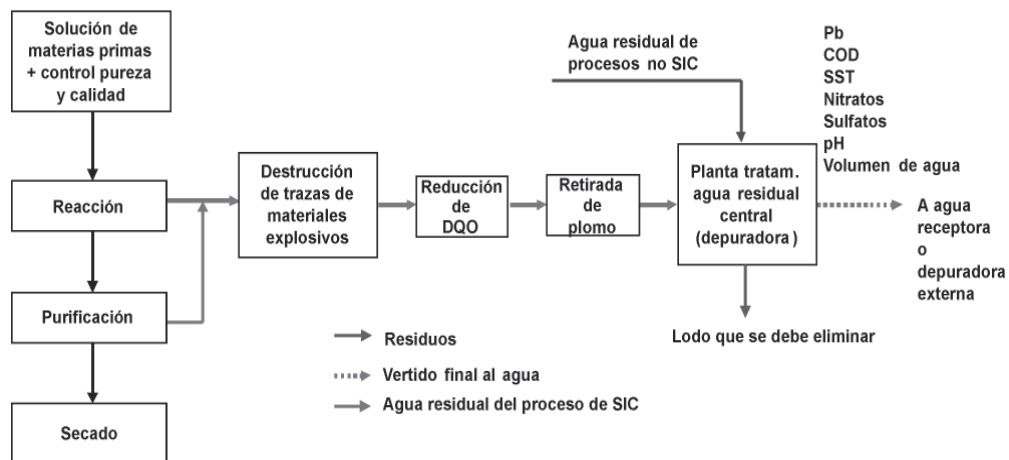 Solución de
materias primas
+ control pureza
y calidad
Reacción
Purificación
Secado
Destrucción
de trazas de
materiales
explosivos
Reducción
de
DQO
Retirada
de
plomo
Agua residual de
procesos no SIC
Planta tratam.
agua residual
central
(depuradora)
Pb
COD
SST
Nitratos
Sulfatos
pH
Volumen de agua
A agua
receptora
o
depuradora
externa
Lodo que se debe eliminar
Residuos
Vertido final al agua
Agua residual del proceso de SIC